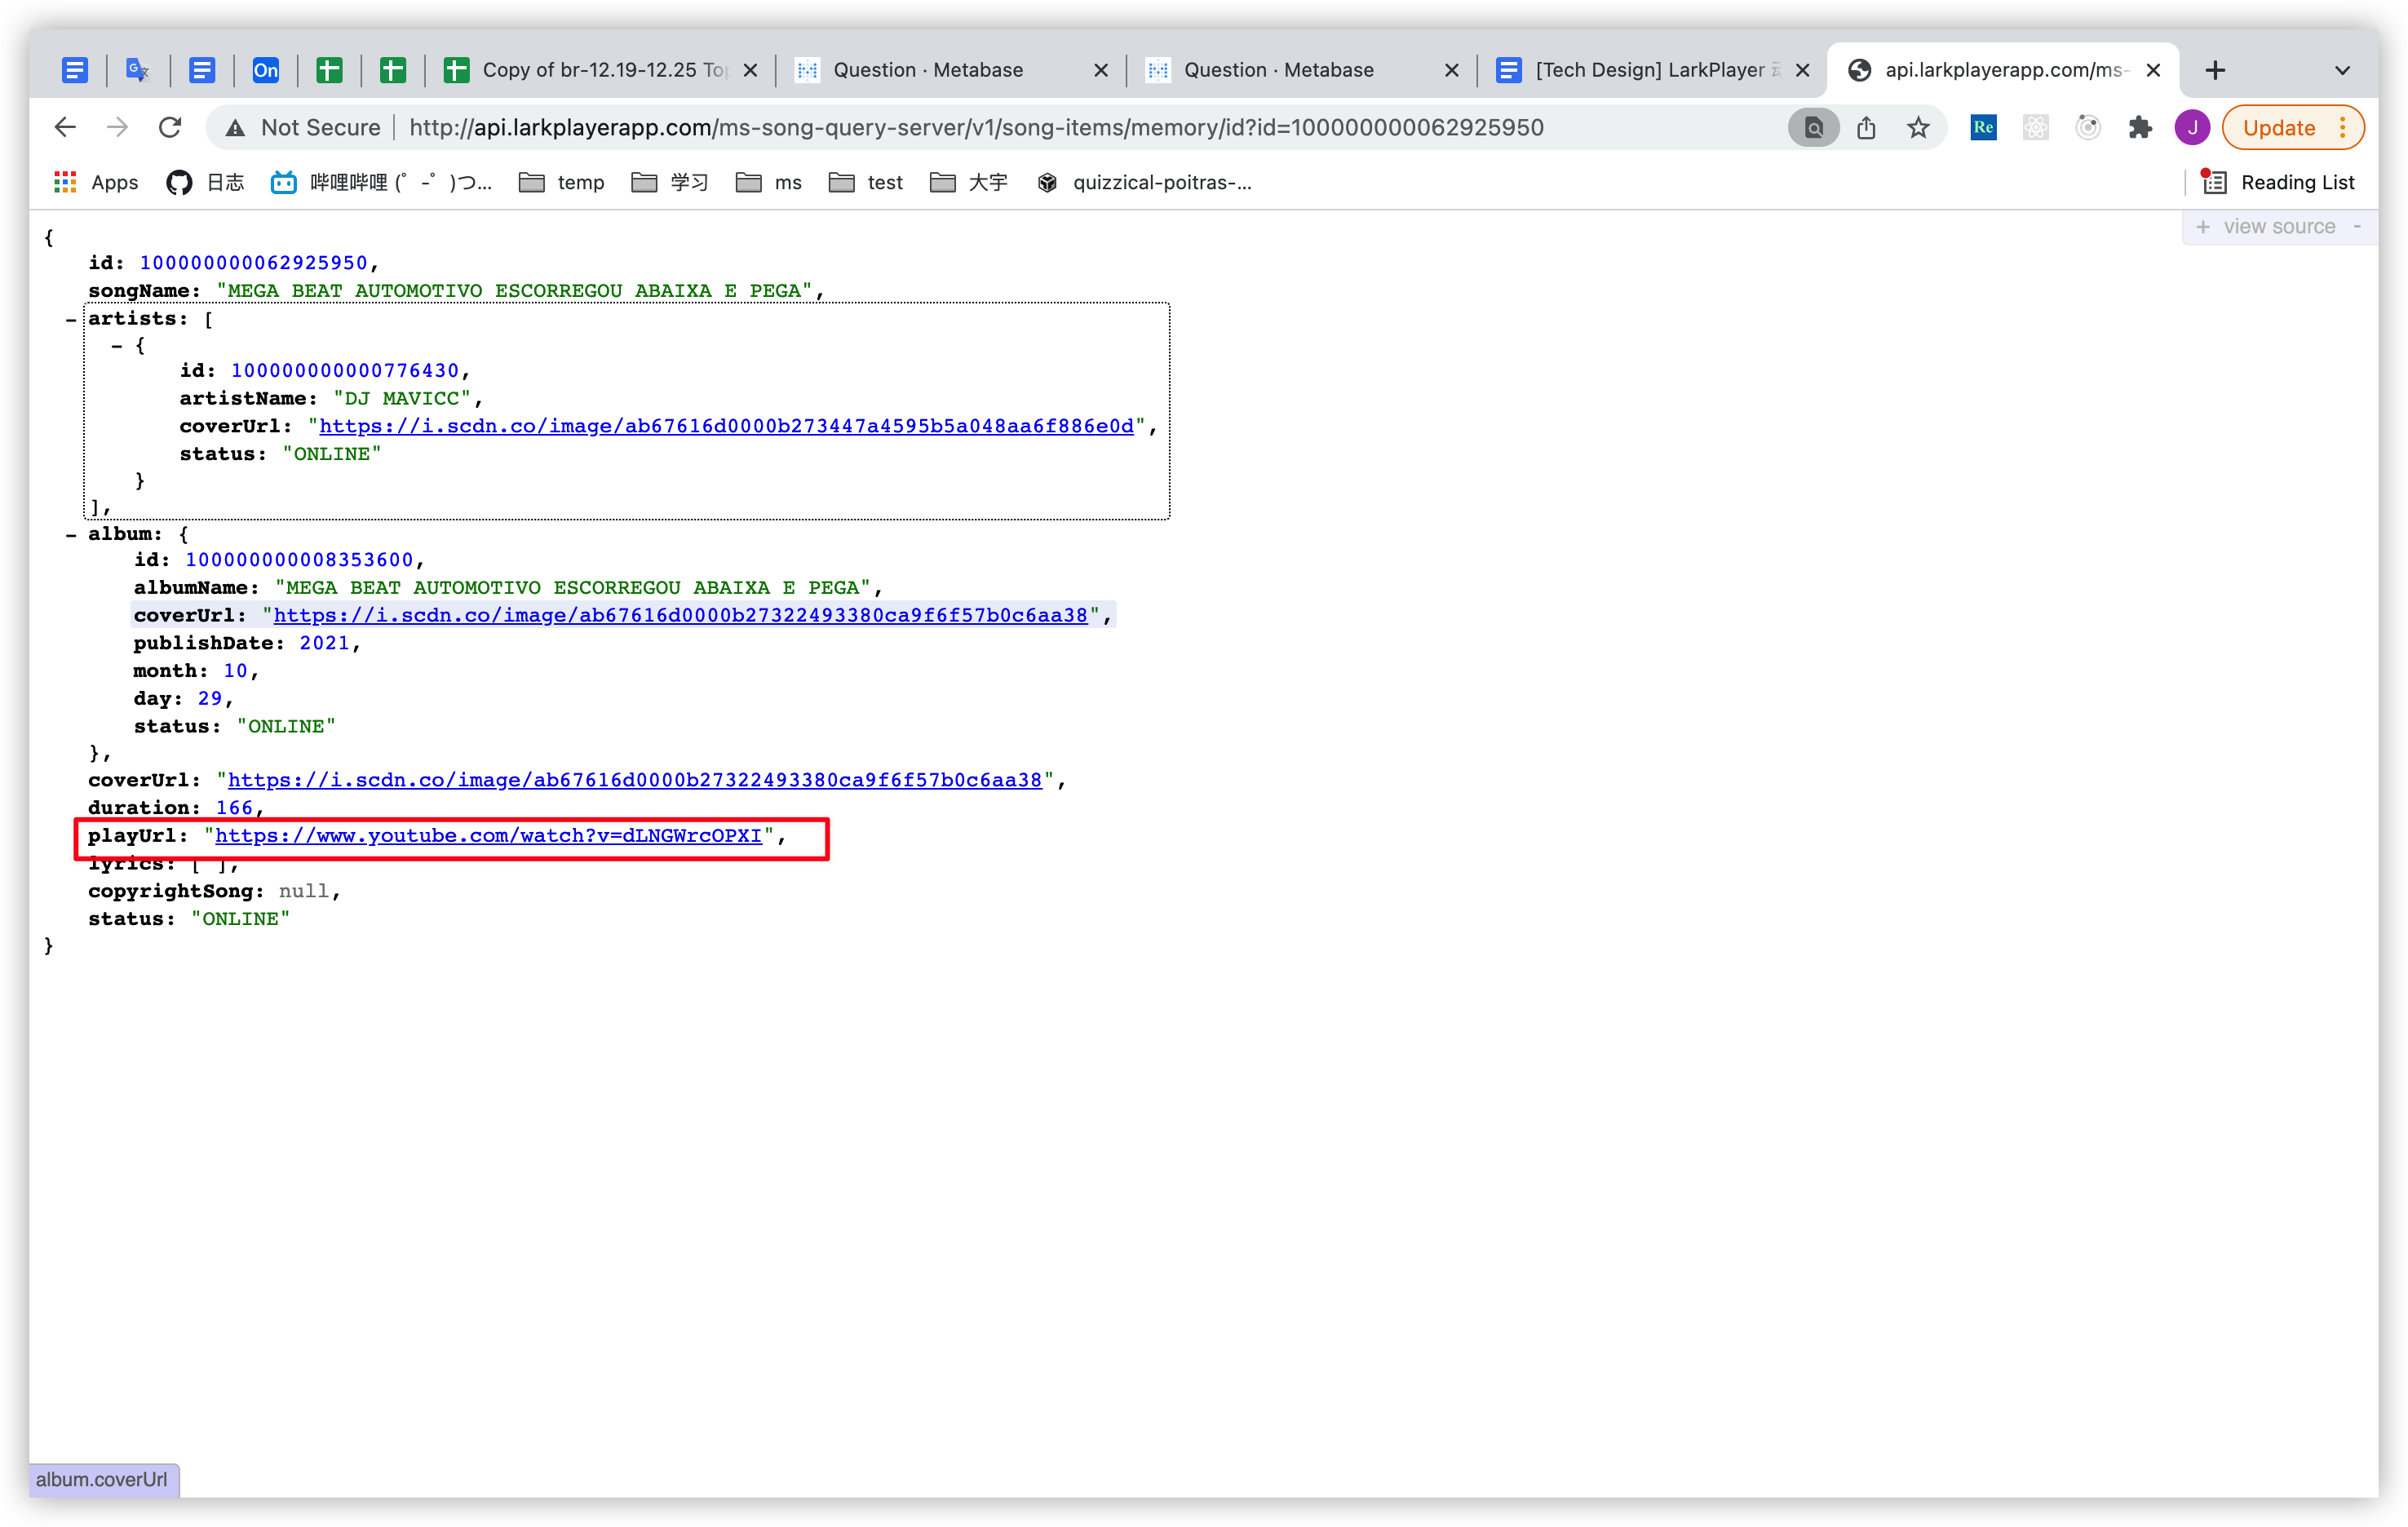 On
Copy of br-12.19-12.25 Top
Question · Metabase
Question · Metabase
[Tech Design] LarkPlayer
api.larkplayerapp.com/ms-
Not Secure
http://api.larkplayerapp.com/ms-song-query-server/v1/song-items/memory/id?id=100000000062925950
Re
J
Update
Apps
日志
哔哩哔哩 (゜-゜)つ...
temp
学习
ms
test
大宇
quizzical-poitras-...
Reading List
+ view source -
{
id: 100000000062925950,
songName: "MEGA BEAT AUTOMOTIVO ESCORREGOU ABAIXA E PEGA",
- artists: [
- {
id: 100000000000776430,
artistName: "DJ MAVICC",
coverUrl: "https://i.scdn.co/image/ab67616d0000b273447a4595b5a048aa6f886e0d",
status: "ONLINE"
}
],
- album: {
id: 100000000008353600,
albumName: "MEGA BEAT AUTOMOTIVO ESCORREGOU ABAIXA E PEGA",
coverUrl: "https://i.scdn.co/image/ab67616d0000b27322493380ca9f6f57b0c6aa38",
publishDate: 2021,
month: 10,
day: 29,
status: "ONLINE"
},
coverUrl: "https://i.scdn.co/image/ab67616d0000b27322493380ca9f6f57b0c6aa38",
duration: 166,
playUrl: "https://www.youtube.com/watch?v=dLNGWrcOPXI",
lyrics: [ ],
copyrightSong: null,
status: "ONLINE"
}
album.coverUrl